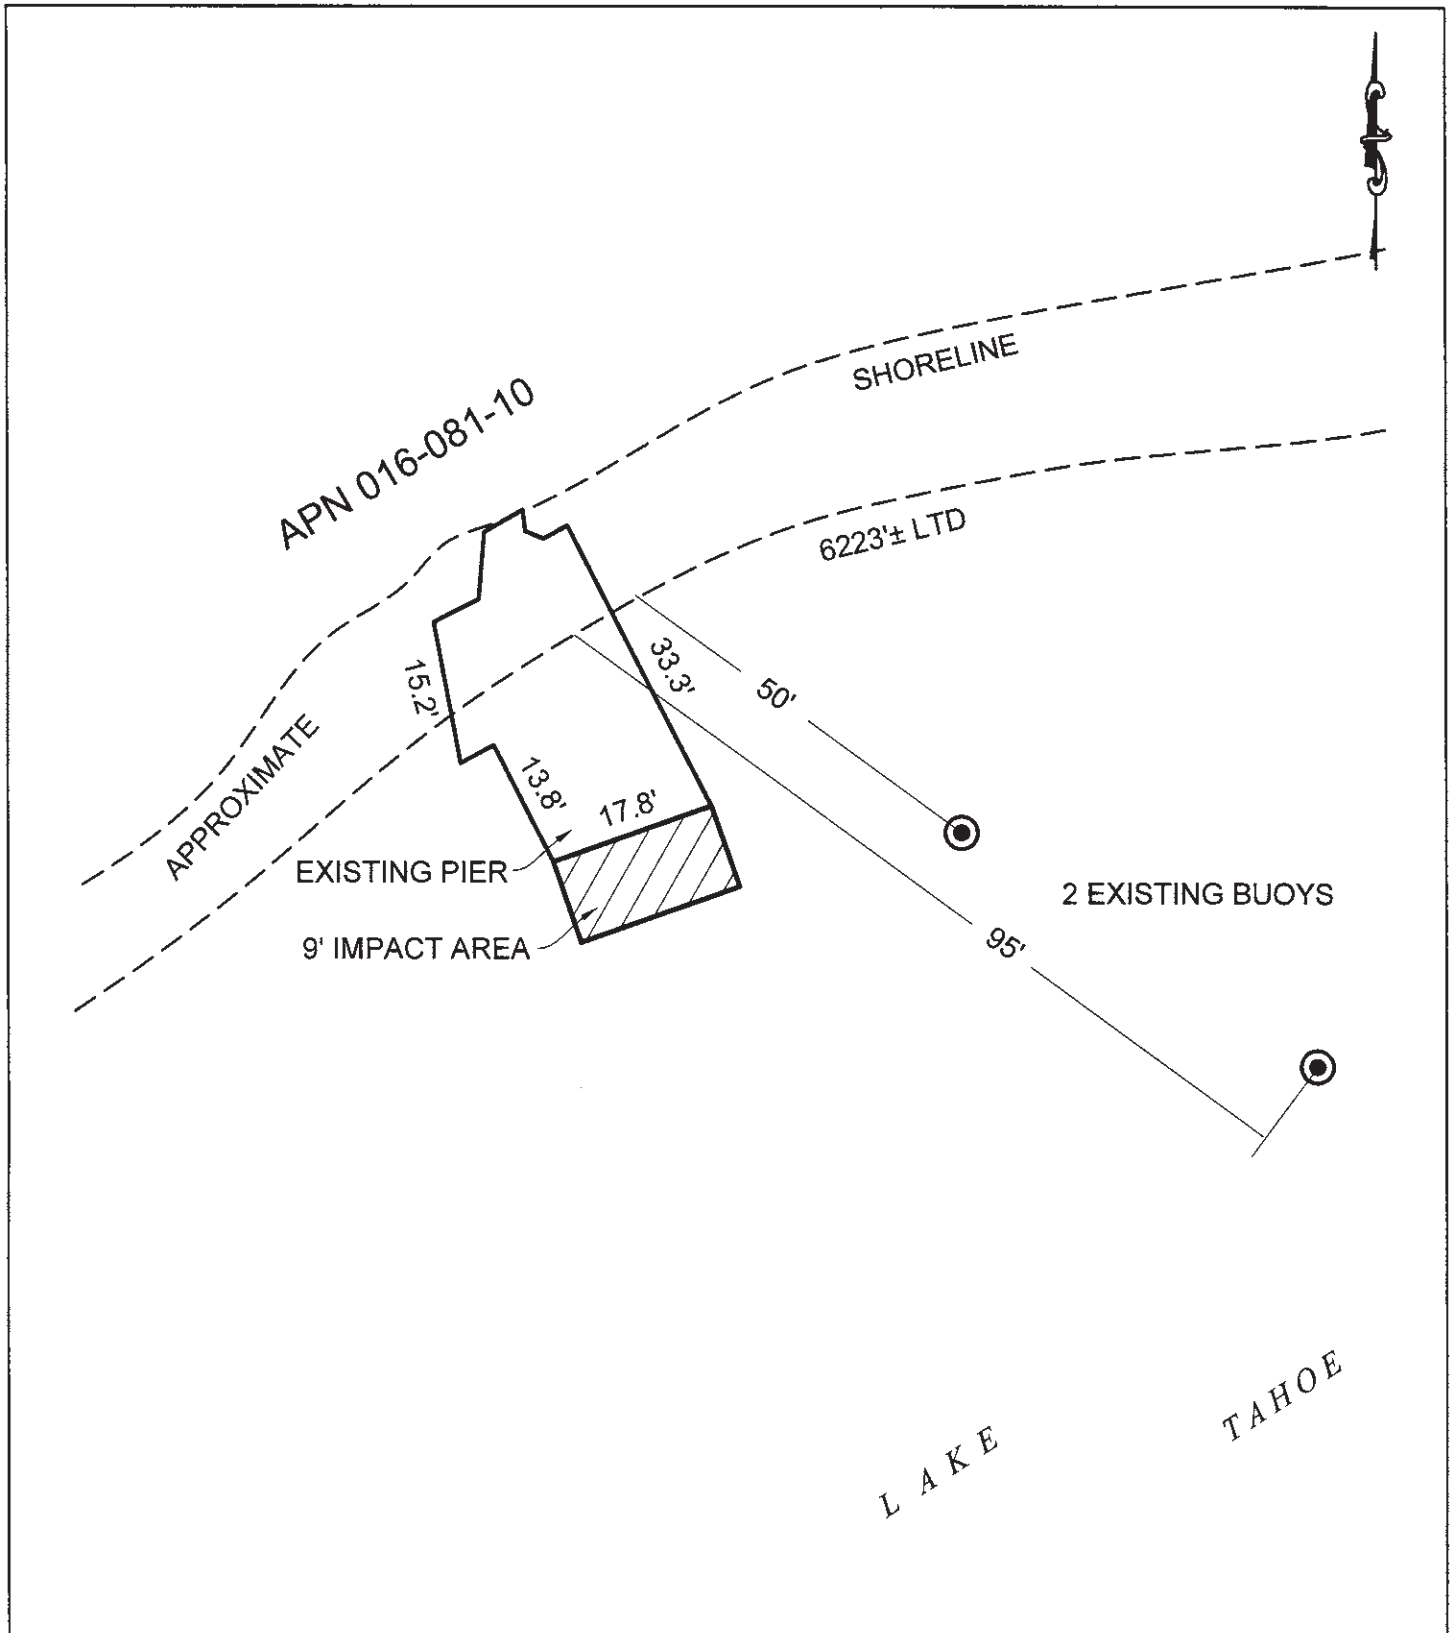 SHORELINE
APN 016-081-10
6223'± LTD
33.3'
15.2'
50'
APPROXIMATE
13.8'
17.8'
EXISTING PIER
2 EXISTING BUOYS
9' IMPACT AREA
95'
LAKE TAHOE